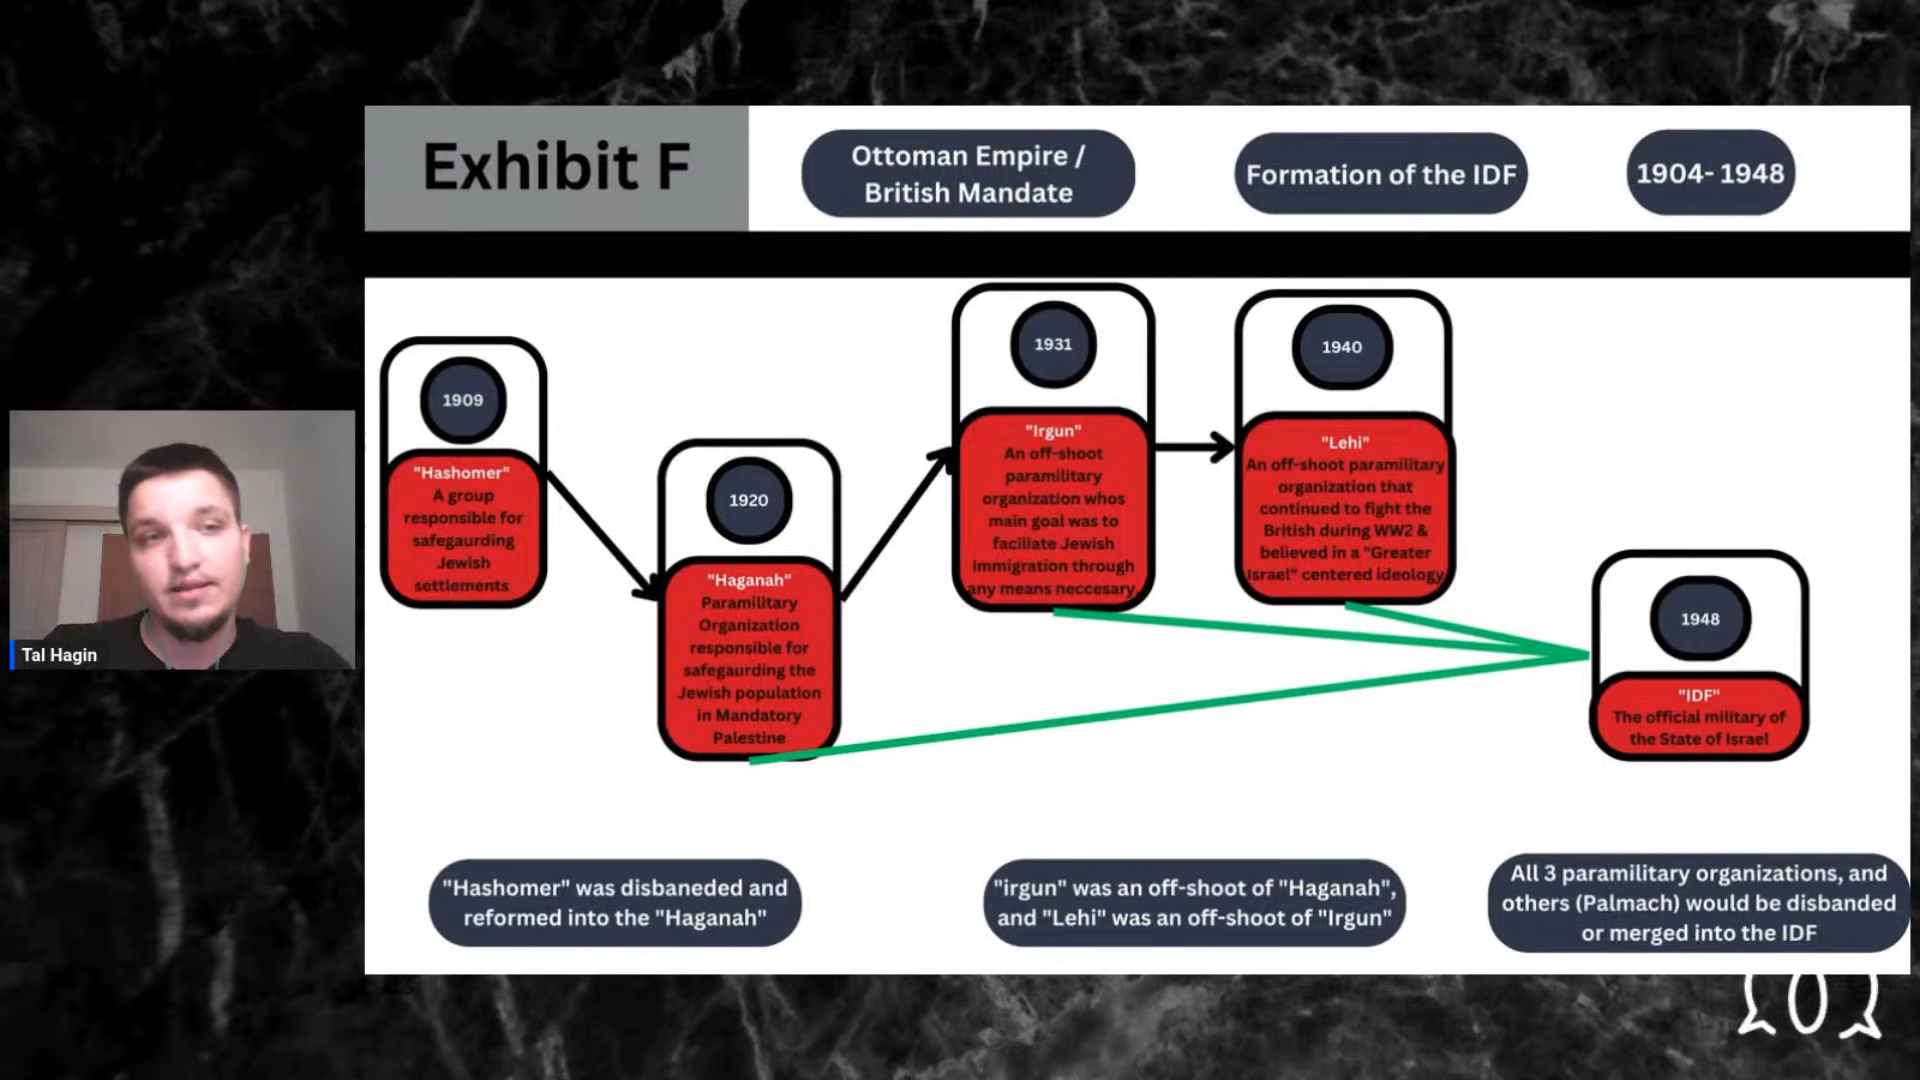 Exhibit F
Ottoman Empire /
British Mandate
Formation of the IDF
1904- 1948
1909
"Hashomer"
A group
responsible for
safegaurding
Jewish
settlements
1920
"Haganah"
Paramilitary
Organization
responsible for
safegaurding the
Jewish population
in Mandatory
Palestine
1931
"Irgun"
An off-shoot
paramilitary
organization whos
main goal was to
faciliate Jewish
immigration through
any means neccesary
1940
"Lehi"
An off-shoot paramilitary
organization that
continued to fight the
British during WW2 &
believed in a "Greater
Israel" centered ideology
1948
"IDF"
The official military of
the State of Israel
Tal Hagin
"Hashomer" was disbaneded and
reformed into the "Haganah"
"irgun" was an off-shoot of "Haganah",
and "Lehi" was an off-shoot of "Irgun"
All 3 paramilitary organizations, and
others (Palmach) would be disbanded
or merged into the IDF